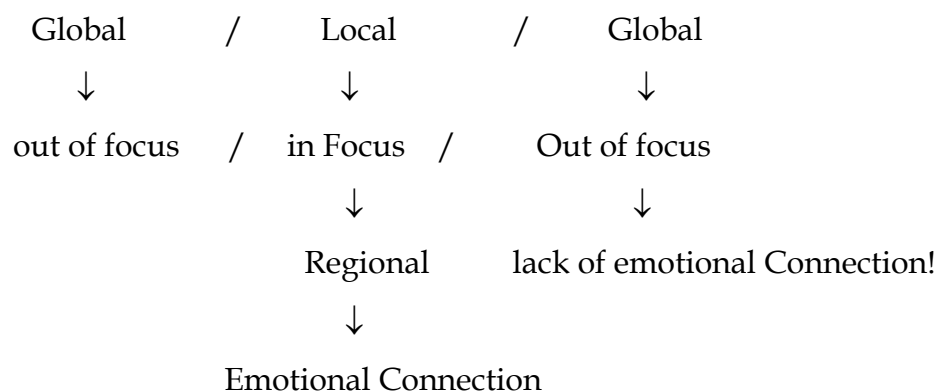 Global / Local / Global
↓ ↓ ↓
out of focus / in Focus / Out of focus
↓ ↓
Regional lack of emotional Connection!
↓
Emotional Connection